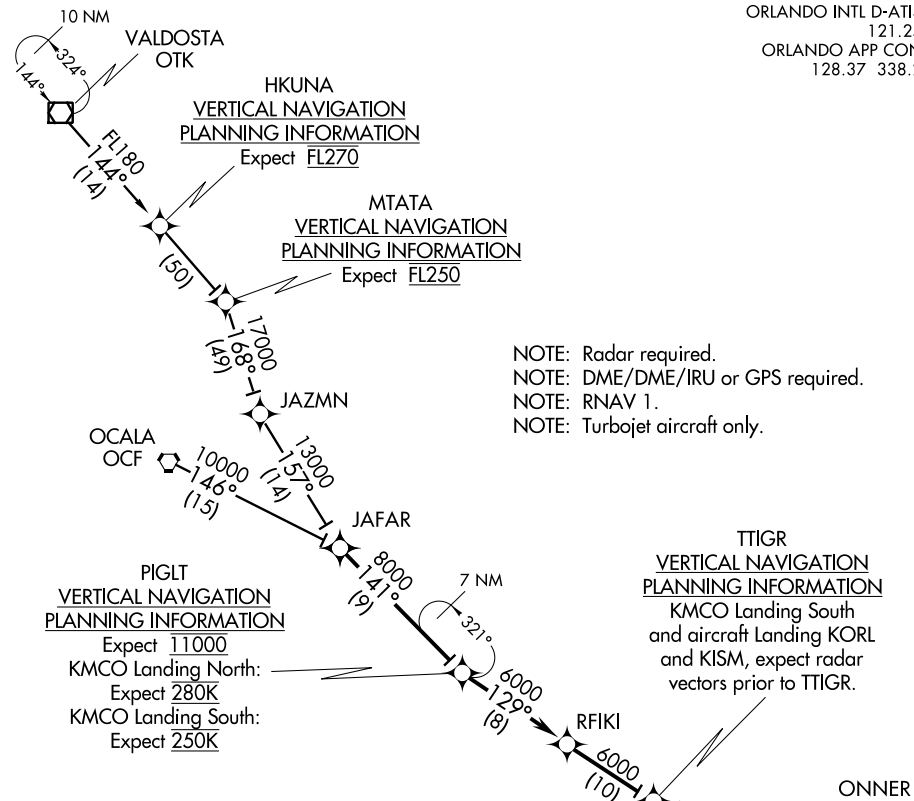 10 NM
VALDOSTA
OTK
324°
144°
ORLANDO INTL D-ATI
121.2
ORLANDO APP CON
128.37 338.
HKUNA
VERTICAL NAVIGATION
PLANNING INFORMATION
Expect FL270
FL180
144°
(14)
MTATA
VERTICAL NAVIGATION
PLANNING INFORMATION
Expect FL250
(50)
17000
168°
(49)
NOTE: Radar required.
NOTE: DME/DME/IRU or GPS required.
NOTE: RNAV 1.
NOTE: Turbojet aircraft only.
JAZMN
OCALA
OCF
10000
146°
(15)
13000
157°
(14)
JAFAR
8000
141°
(9)
7 NM
321°
PIGLT
VERTICAL NAVIGATION
PLANNING INFORMATION
Expect 11000
KMCO Landing North:
Expect 280K
KMCO Landing South:
Expect 250K
TTIGR
VERTICAL NAVIGATION
PLANNING INFORMATION
KMCO Landing South
and aircraft Landing KORL
and KISM, expect radar
vectors prior to TTIGR.
6000
129°
(8)
RFIKI
6000
(10)
ONNER